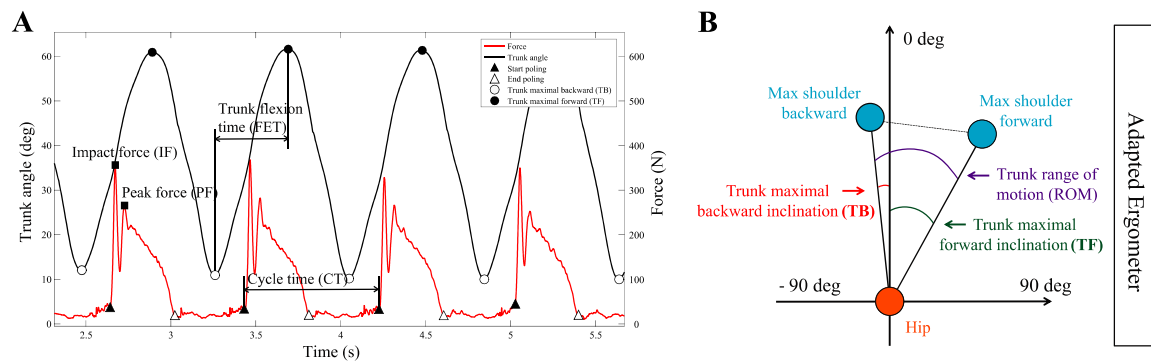 A
Trunk angle (deg)
60
50
40
30
20
10
0
2.5
3
3.5
4
4.5
5
5.5
Time (s)
600
500
400
300
200
100
0
Force (N)
Force
Trunk angle
Start poling
End poling
Trunk maximal backward (TB)
Trunk maximal forward (TF)
Trunk flexion
time (FET)
Impact force (IF)
Peak force (PF)
Cycle time (CT)
B
0 deg
Max shoulder
backward
Max shoulder
forward
Trunk maximal
backward inclination (TB)
Trunk range of
motion (ROM)
Trunk maximal
forward inclination (TF)
- 90 deg
90 deg
Hip
Adapted Ergometer